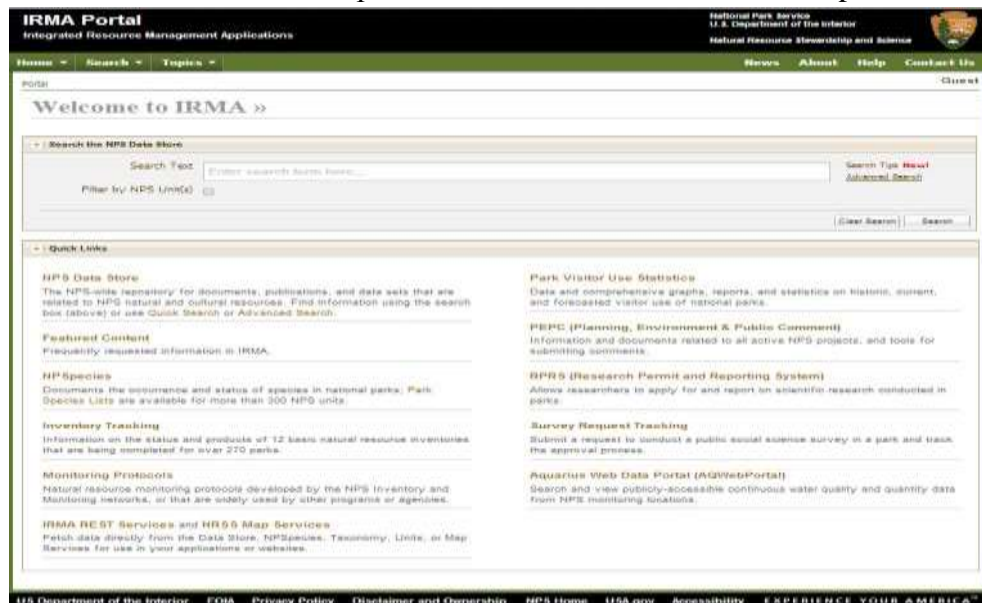 IRMA Portal
Integrated Resource Management Applications
National Park Service
U.S. Department of the Interior
Natural Resource Stewardship and Science
Home Search Topics News About Help Contact Us
Portal Guest
Welcome to IRMA »
Search the NPS Data Store
Search Text Enter search term here... Search Tips New!
Advanced Search
Filter by NPS Unit(s)
Clear Search Search
Quick Links
NPS Data Store
The NPS-wide repository for documents, publications, and data sets that are
related to NPS natural and cultural resources. Find information using the search
box (above) or use Quick Search or Advanced Search.
Featured Content
Frequently requested information in IRMA.
NPSpecies
Documents the occurrence and status of species in national parks; Park
Species Lists are available for more than 300 NPS units.
Inventory Tracking
Information on the status and products of 12 basic natural resource inventories
that are being completed for over 270 parks.
Monitoring Protocols
Natural resource monitoring protocols developed by the NPS Inventory and
Monitoring networks, or that are widely used by other programs or agencies.
IRMA REST Services and NRSS Map Services
Fetch data directly from the Data Store, NPSpecies, Taxonomy, Units, or Map
Services for use in your applications or websites.
Park Visitor Use Statistics
Data and comprehensive graphs, reports, and statistics on historic, current,
and forecasted visitor use of national parks.
PEPC (Planning, Environment & Public Comment)
Information and documents related to all active NPS projects, and tools for
submitting comments.
RPRS (Research Permit and Reporting System)
Allows researchers to apply for and report on scientific research conducted in
parks.
Survey Request Tracking
Submit a request to conduct a public social science survey in a park and track
the approval process.
Aquarius Web Data Portal (AQWebPortal)
Search and view publicly-accessible continuous water quality and quantity data
from NPS monitoring locations.
US Department of the Interior FOIA Privacy Policy Disclaimer and Ownership NPS Home USA.gov Accessibility EXPERIENCE YOUR AMERICA™